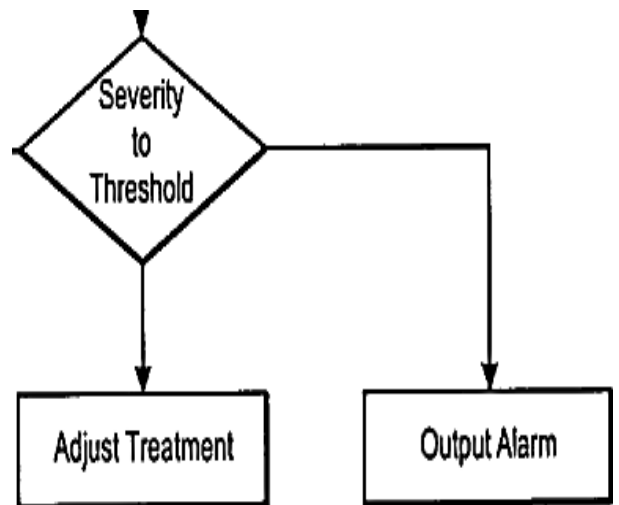 Severity
to
Threshold
Adjust Treatment
Output Alarm